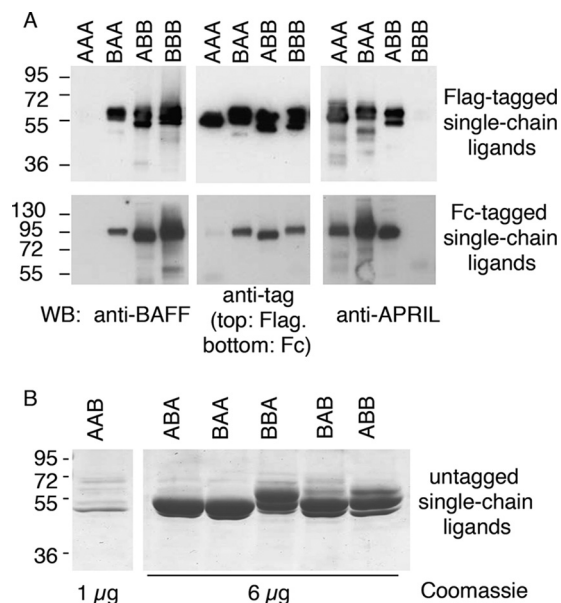 A
AAA BAA ABB BBB AAA BAA ABB BBB AAA BAA ABB BBB
95
72
55
36
Flag-tagged
single-chain
ligands
130
95
72
55
Fc-tagged
single-chain
ligands
WB: anti-BAFF anti-tag anti-APRIL
(top: Flag.
bottom: Fc)
B
AAB ABA BAA BBA BAB ABB
95
72
55
36
untagged
single-chain
ligands
1 µg 6 µg Coomassie